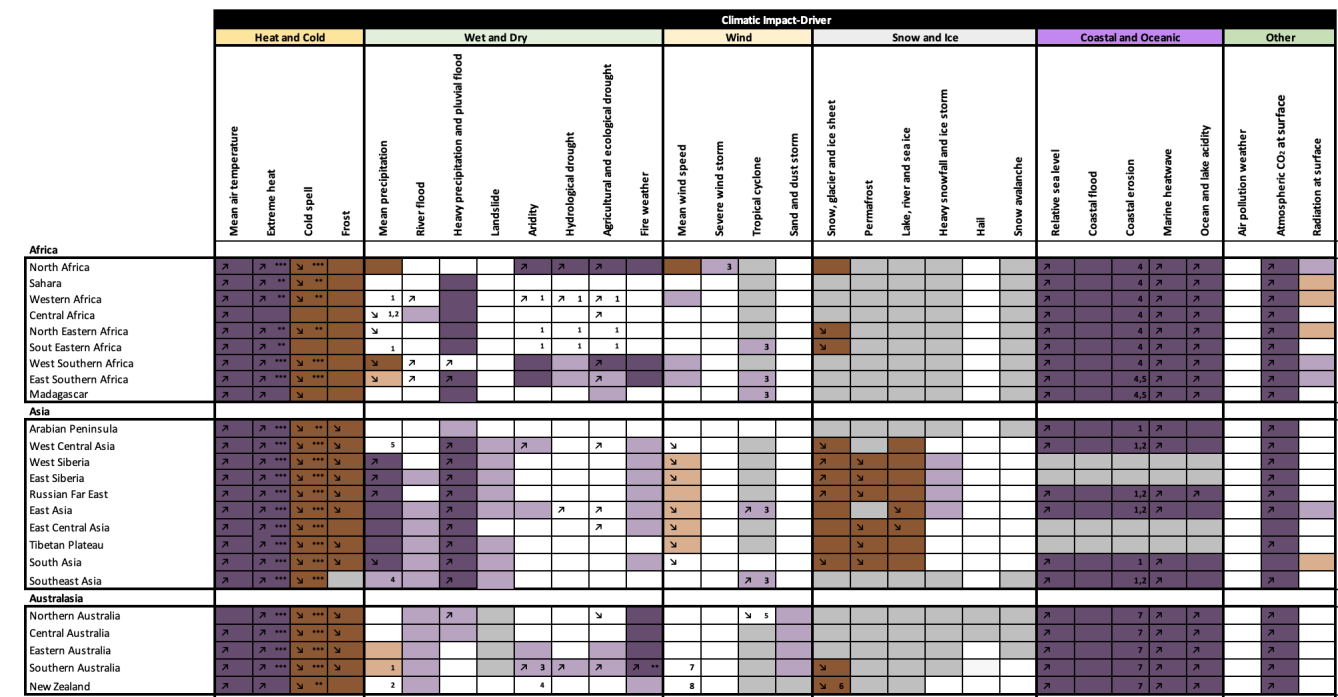 Climatic Impact-Driver
Heat and Cold Wet and Dry Wind Snow and Ice Coastal and Oceanic Other
Mean air temperature
Extreme heat
Cold spell
Frost
Mean precipitation
River flood
Heavy precipitation and pluvial flood
Landslide
Aridity
Hydrological drought
Agricultural and ecological drought
Fire weather
Mean wind speed
Severe wind storm
Tropical cyclone
Sand and dust storm
Snow, glacier and ice sheet
Permafrost
Lake, river and sea ice
Heavy snowfall and ice storm
Hail
Snow avalanche
Relative sea level
Coastal flood
Coastal erosion
Marine heatwave
Ocean and lake acidity
Air pollution weather
Atmospheric CO₂ at surface
Radiation at surface
Africa
North Africa ↗ ↗ *** ↘ *** ↗ ↗ ↗ 3 ↗ 4 ↗ ↗ ↗
Sahara ↗ ↗ ** ↘ ** ↗ 4 ↗ ↗ ↗
Western Africa ↗ ↗ ** ↘ ** 1 ↗ ↗ 1 ↗ 1 ↗ 1 ↗ 4 ↗ ↗ ↗
Central Africa ↗ ↘ 1,2 ↗ ↗ 4 ↗ ↗ ↗
North Eastern Africa ↗ ↗ ** ↘ ** ↘ 1 1 1 ↘ ↗ 4 ↗ ↗ ↗
Sout Eastern Africa ↗ ↗ ** 1 1 1 1 3 ↘ ↗ 4 ↗ ↗ ↗
West Southern Africa ↗ ↗ *** ↘ *** ↘ ↗ ↗ ↗ ↗ 4 ↗ ↗ ↗
East Southern Africa ↗ ↗ *** ↘ *** ↘ ↗ ↗ ↗ 3 ↗ 4,5 ↗ ↗ ↗
Madagascar ↗ ↗ ↘ 3 ↗ 4,5 ↗ ↗ ↗
Asia
Arabian Peninsula ↗ ↗ *** ↘ ** ↘ ↗ 1 ↗ ↗ ↗
West Central Asia ↗ ↗ *** ↘ *** ↘ 5 ↗ ↗ ↗ ↘ ↘ ↗ 1,2 ↗ ↗ ↗
West Siberia ↗ ↗ *** ↘ *** ↘ ↗ ↗ ↘ ↗ ↘ ↗
East Siberia ↗ ↗ *** ↘ *** ↘ ↗ ↗ ↘ ↗ ↘ ↗
Russian Far East ↗ ↗ *** ↘ *** ↘ ↗ ↗ ↘ ↗ ↘ ↗ 1,2 ↗ ↗ ↗
East Asia ↗ ↗ *** ↘ *** ↘ ↗ ↗ ↗ ↘ ↗ 3 ↘ ↗ 1,2 ↗ ↗ ↗
East Central Asia ↗ ↗ *** ↘ *** ↗ ↗ ↘ ↘ ↘
Tibetan Plateau ↗ ↗ *** ↘ *** ↘ ↗ ↘ ↘ ↗
South Asia ↗ ↗ *** ↘ *** ↘ ↘ ↗ ↘ ↘ ↘ ↗ 1 ↗ ↗ ↗
Southeast Asia ↗ ↗ *** ↘ *** 4 ↗ ↗ 3 ↗ 1,2 ↗ ↗ ↗
Australasia
Northern Australia ↗ *** ↘ *** ↘ ↗ ↘ ↘ 5 ↗ 7 ↗ ↗ ↗
Central Australia ↗ ↗ *** ↘ *** ↘ ↗ 7 ↗ ↗ ↗
Eastern Australia ↗ ↗ *** ↘ *** ↘ ↗ 7 ↗ ↗ ↗
Southern Australia ↗ ↗ *** ↘ *** ↘ 1 ↗ 3 ↗ ↗ ↗ ** 7 ↘ ↗ 7 ↗ ↗ ↗
New Zealand ↗ ↗ ↘ ** 2 4 8 ↘ 6 ↗ 7 ↗ ↗ ↗